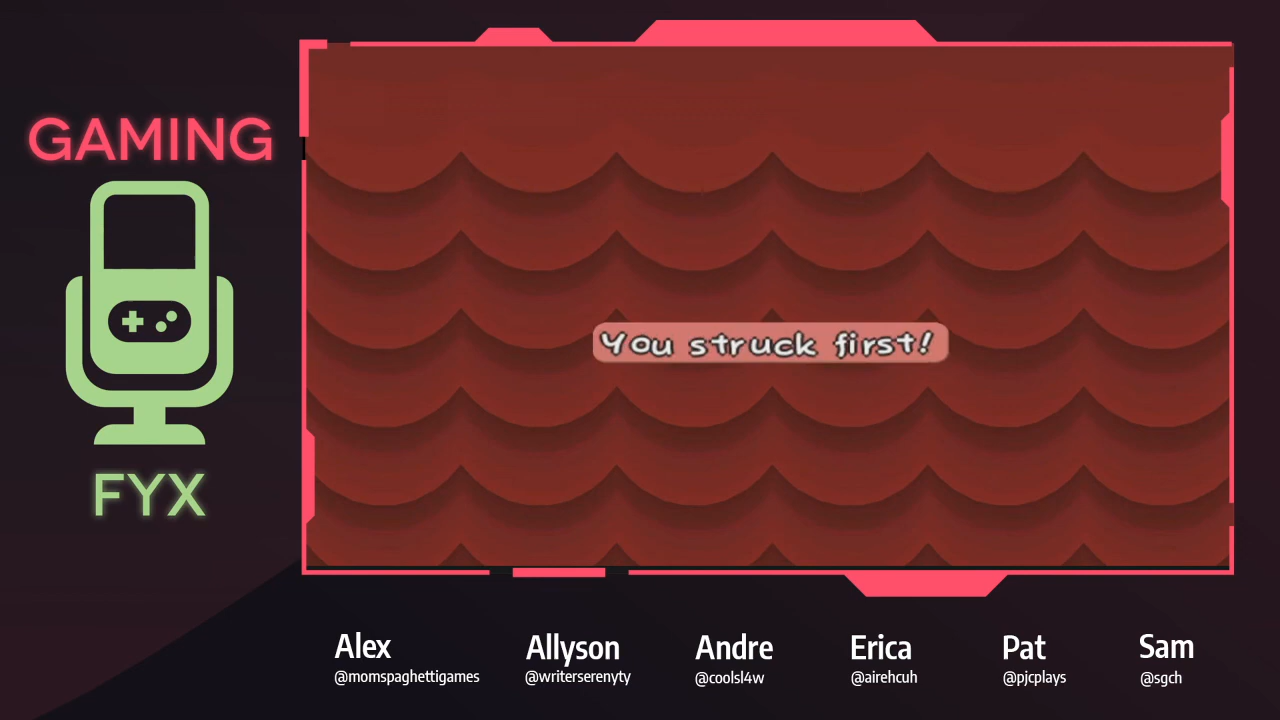 GAMING
FYX
You struck first!
Alex
@momspaghettigames
Allyson
@writerserenyty
Andre
@coolsl4w
Erica
@airehcuh
Pat
@pjcplays
Sam
@sgch